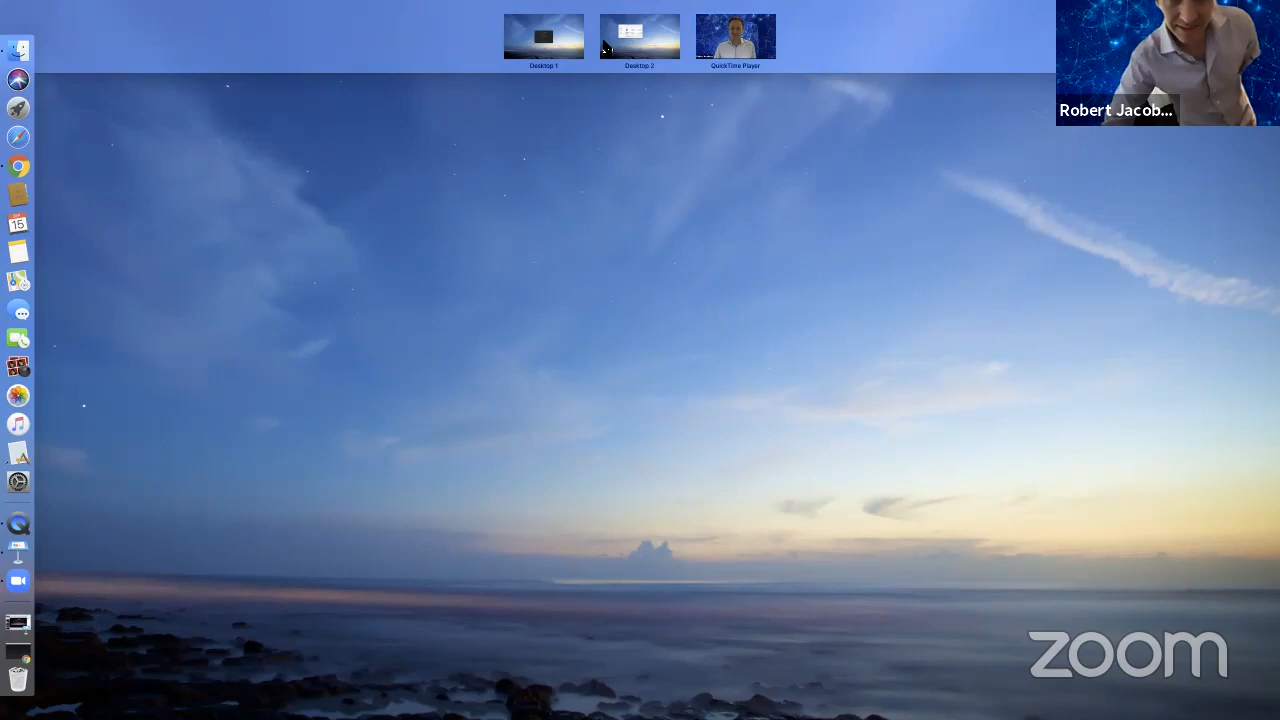 Desktop 1
Desktop 2
QuickTime Player
Robert Jacob...
15
zoom